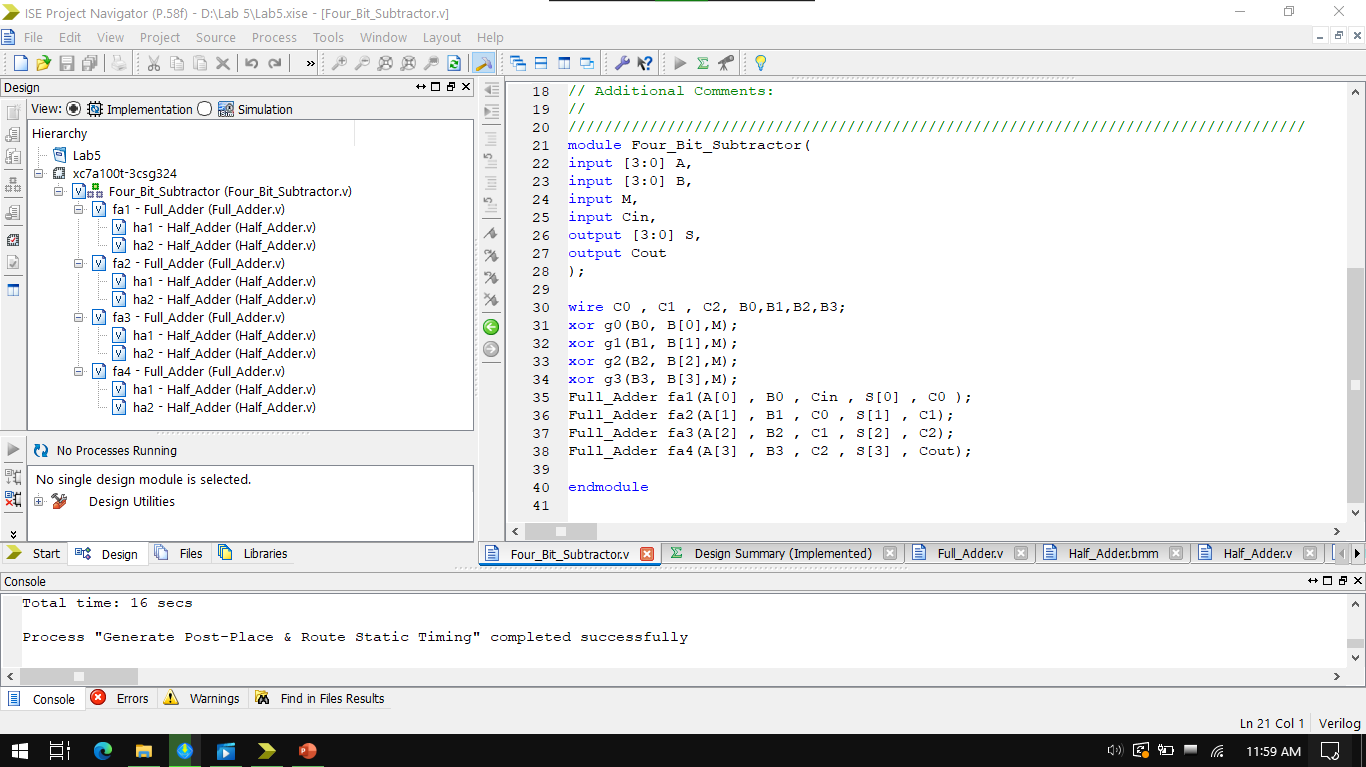 ISE Project Navigator (P.58f) - D:\Lab 5\Lab5.xise - [Four_Bit_Subtractor.v]
File Edit View Project Source Process Tools Window Layout Help
»
Design
View: Implementation Simulation
Hierarchy
Lab5
xc7a100t-3csg324
Four_Bit_Subtractor (Four_Bit_Subtractor.v)
fa1 - Full_Adder (Full_Adder.v)
ha1 - Half_Adder (Half_Adder.v)
ha2 - Half_Adder (Half_Adder.v)
fa2 - Full_Adder (Full_Adder.v)
ha1 - Half_Adder (Half_Adder.v)
ha2 - Half_Adder (Half_Adder.v)
fa3 - Full_Adder (Full_Adder.v)
ha1 - Half_Adder (Half_Adder.v)
ha2 - Half_Adder (Half_Adder.v)
fa4 - Full_Adder (Full_Adder.v)
ha1 - Half_Adder (Half_Adder.v)
ha2 - Half_Adder (Half_Adder.v)
No Processes Running
No single design module is selected.
Design Utilities
Start Design Files Libraries
18 // Additional Comments:
19 //
20 //////////////////////////////////////////////////////////////////////////////////
21 module Four_Bit_Subtractor(
22 input [3:0] A,
23 input [3:0] B,
24 input M,
25 input Cin,
26 output [3:0] S,
27 output Cout
28 );
29
30 wire C0 , C1 , C2, B0,B1,B2,B3;
31 xor g0(B0, B[0],M);
32 xor g1(B1, B[1],M);
33 xor g2(B2, B[2],M);
34 xor g3(B3, B[3],M);
35 Full_Adder fa1(A[0] , B0 , Cin , S[0] , C0 );
36 Full_Adder fa2(A[1] , B1 , C0 , S[1] , C1);
37 Full_Adder fa3(A[2] , B2 , C1 , S[2] , C2);
38 Full_Adder fa4(A[3] , B3 , C2 , S[3] , Cout);
39
40 endmodule
41
Four_Bit_Subtractor.v Design Summary (Implemented) Full_Adder.v Half_Adder.bmm Half_Adder.v
Console
Total time: 16 secs
Process "Generate Post-Place & Route Static Timing" completed successfully
Console Errors Warnings Find in Files Results
Ln 21 Col 1 Verilog
11:59 AM